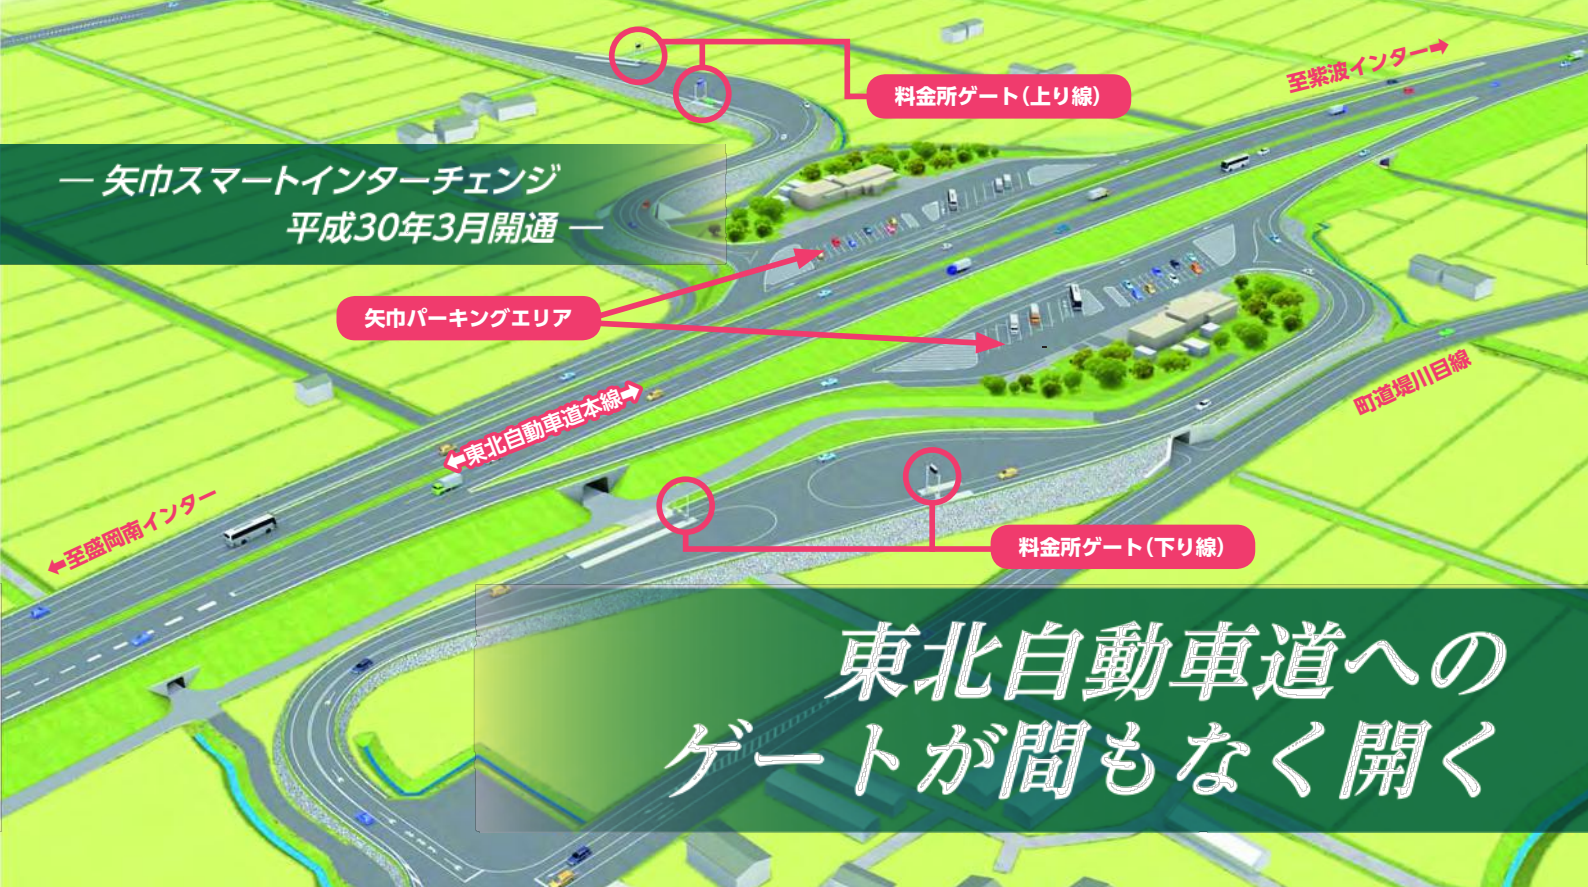 料金所ゲート(上り線)
至紫波インター➡
― 矢巾スマートインターチェンジ
平成30年3月開通 ―
矢巾パーキングエリア
町道堤川目線
⬅東北自動車道本線➡
⬅至盛岡南インター
料金所ゲート(下り線)
東北自動車道への
ゲートが間もなく開く